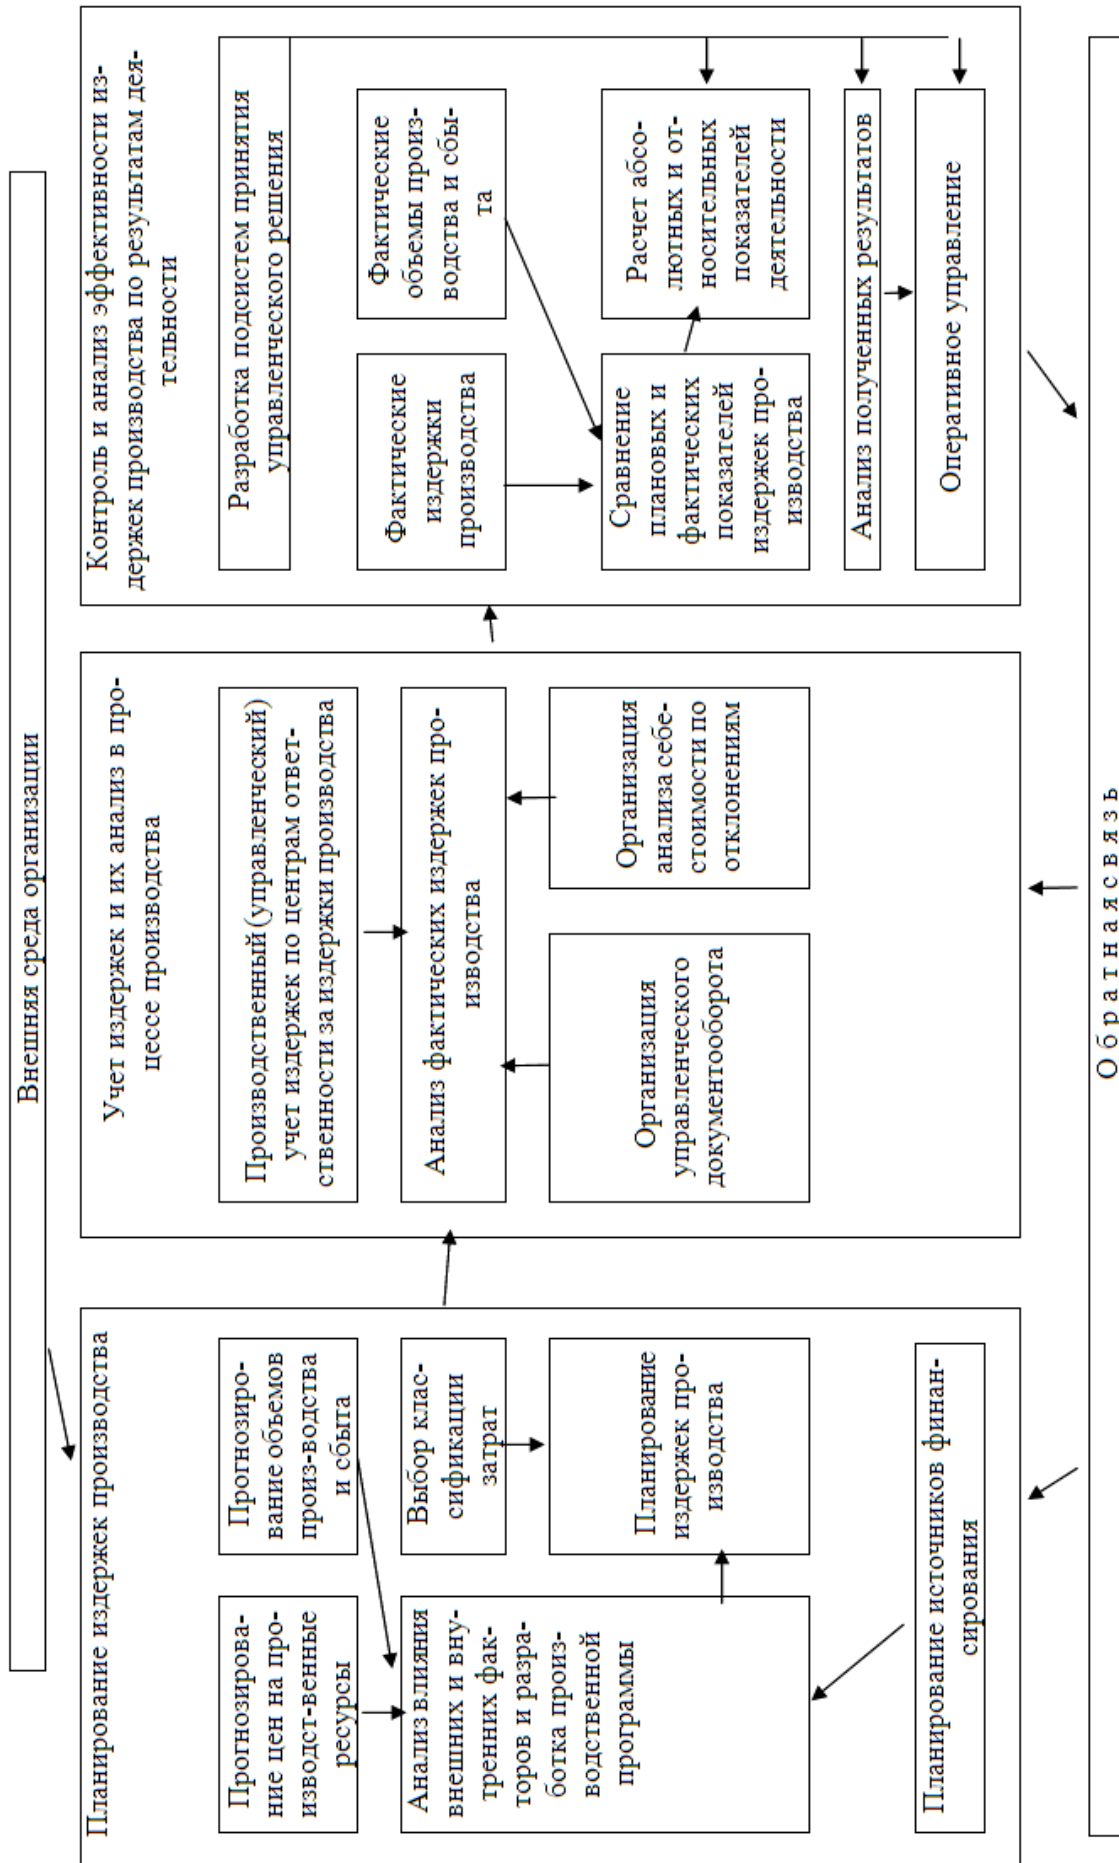 Внешняя среда организации
Планирование издержек производства
Прогнозирова-
ние цен на про-
изводст-венные
ресурсы
Прогнозиро-
вание объемов
произ-водства
и сбыта
Анализ влияния
внешних и вну-
тренних фак-
торов и разра-
ботка произ-
водственной
программы
Выбор клас-
сификации
затрат
Планирование
издержек про-
изводства
Планирование источников финан-
сирования
Учет издержек и их анализ в про-
цессе производства
Производственный (управленческий)
учет издержек по центрам ответ-
ственности за издержки производства
Анализ фактических издержек про-
изводства
Организация
управленческого
документооборота
Организация
анализа себе-
стоимости по
отклонениям
Контроль и анализ эффективности из-
держек производства по результатам дея-
тельности
Разработка подсистем принятия
управленческого решения
Фактические
издержки
производства
Фактические
объемы произ-
водства и сбы-
та
Сравнение
плановых и
фактических
показателей
издержек про-
изводства
Расчет абсо-
лютных и от-
носительных
показателей
деятельности
Анализ полученных результатов
Оперативное управление
О б р а т н а я с в я з ь